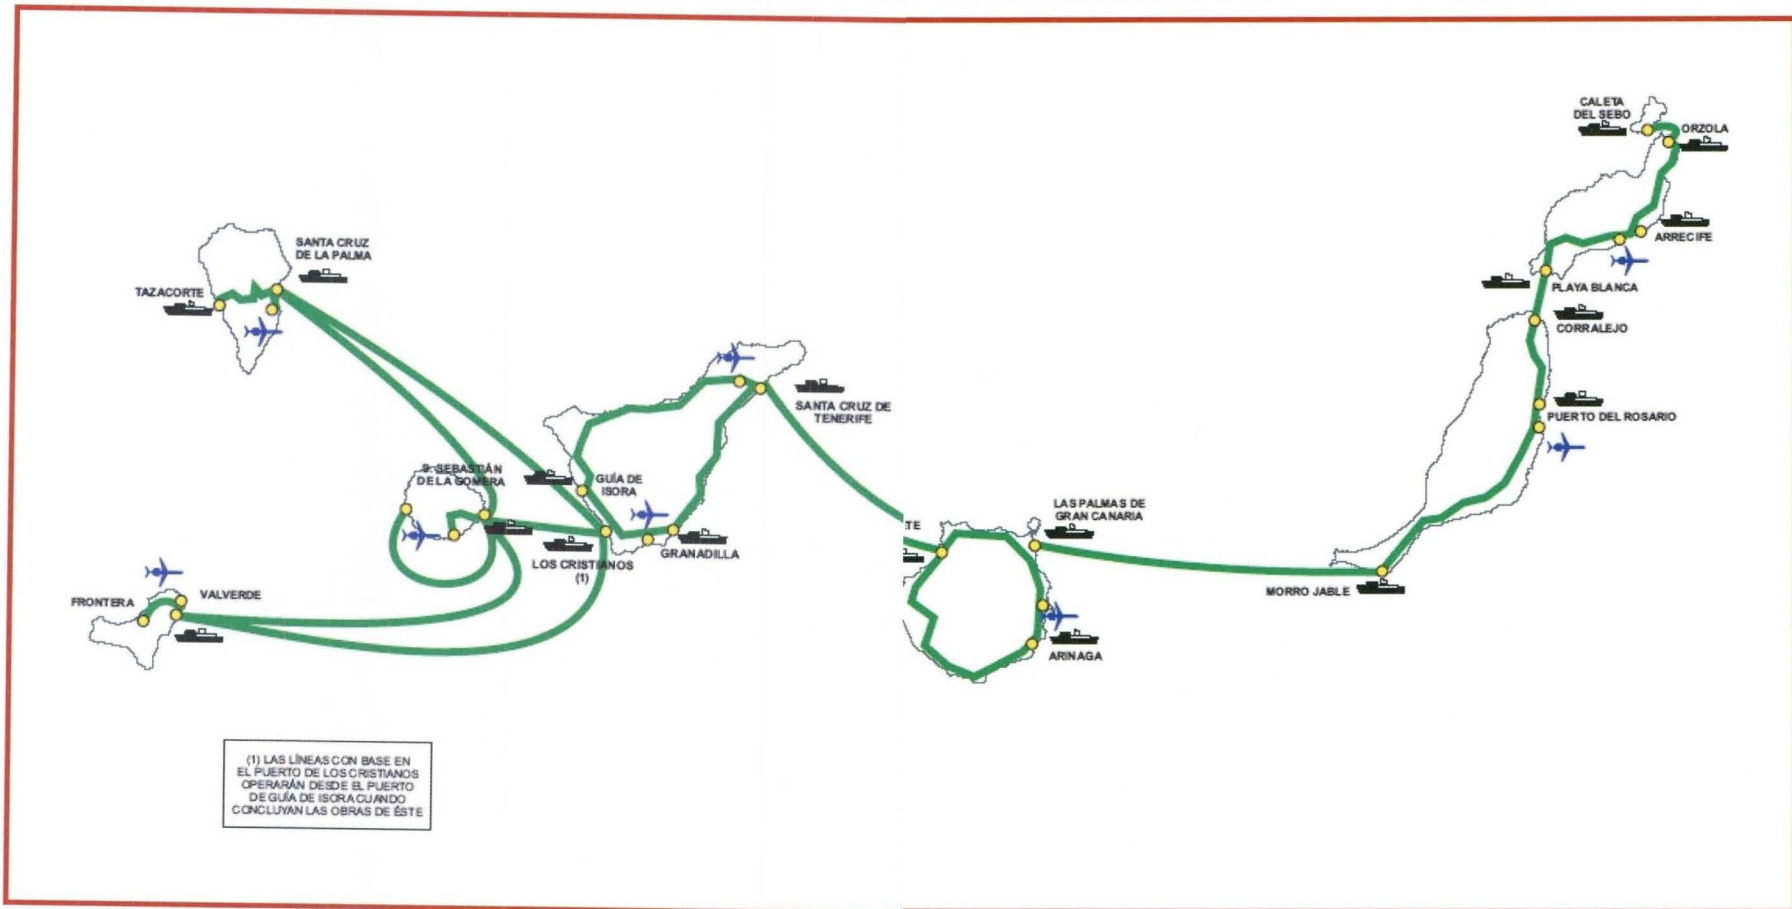 CALETA
DEL SEBO
ORZOLA
ARRECIFE
PLAYA BLANCA
CORRALEJO
PUERTO DEL ROSARIO
MORRO JABLE
SANTA CRUZ
DE LA PALMA
TAZACORTE
SANTA CRUZ DE
TENERIFE
S. SEBASTIÁN
DE LA GOMERA
GUÍA DE
ISORA
GRANADILLA
LOS CRISTIANOS
(1)
FRONTERA
VALVERDE
TE
LAS PALMAS DE
GRAN CANARIA
ARINAGA
(1) LAS LÍNEAS CON BASE EN
EL PUERTO DE LOS CRISTIANOS
OPERARÁN DESDE EL PUERTO
DE GUÍA DE ISORA CUANDO
CONCLUYAN LAS OBRAS DE ÉSTE